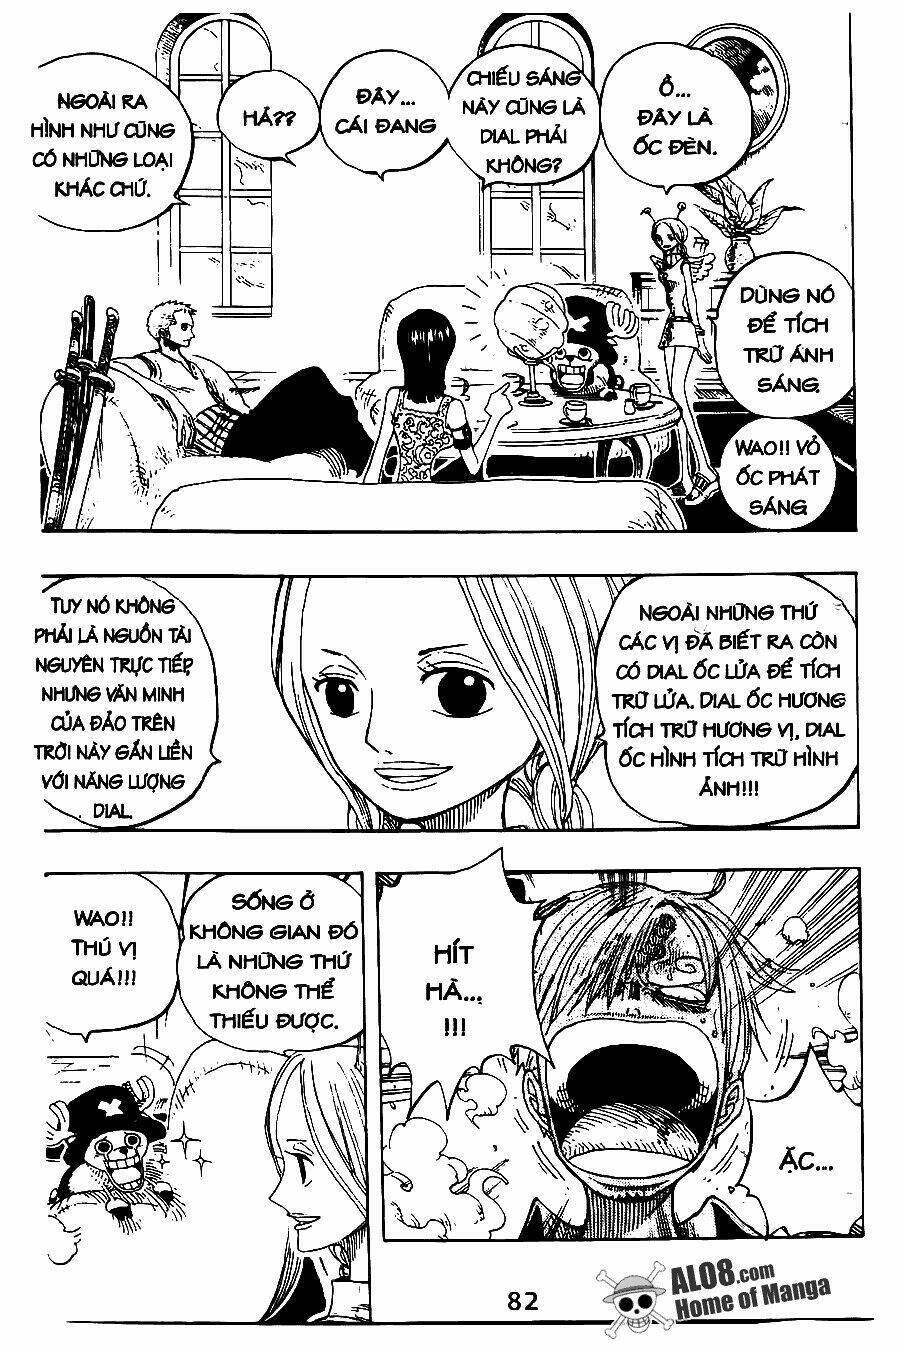 NGOÀI RA
HÌNH NHƯ CŨNG
CÓ NHỮNG LOẠI
KHÁC CHỨ.
HẢ??
ĐÂY...
CÁI ĐANG
CHIẾU SÁNG
NÀY CŨNG LÀ
DIAL PHẢI
KHÔNG?
Ồ...
ĐÂY LÀ
ỐC ĐÈN.
DÙNG NÓ
ĐỂ TÍCH
TRỮ ÁNH
SÁNG.
WAO!! VỎ
ỐC PHÁT
SÁNG
TUY NÓ KHÔNG
PHẢI LÀ NGUỒN TÀI
NGUYÊN TRỰC TIẾP,
NHƯNG VĂN MINH
CỦA ĐẢO TRÊN
TRỜI NÀY GẮN LIỀN
VỚI NĂNG LƯỢNG
DIAL.
NGOÀI NHỮNG THỨ
CÁC VỊ ĐÃ BIẾT RA CÒN
CÓ DIAL ỐC LỬA ĐỂ TÍCH
TRỮ LỬA. DIAL ỐC HƯƠNG
TÍCH TRỮ HƯƠNG VỊ, DIAL
ỐC HÌNH TÍCH TRỮ HÌNH
ẢNH!!!
WAO!!
THÚ VỊ
QUÁ!!!
SỐNG Ở
KHÔNG GIAN ĐÓ
LÀ NHỮNG THỨ
KHÔNG THỂ
THIẾU ĐƯỢC.
HÍT
HÀ...
!!!
ẶC...
82
ALO8.com
Home of Manga